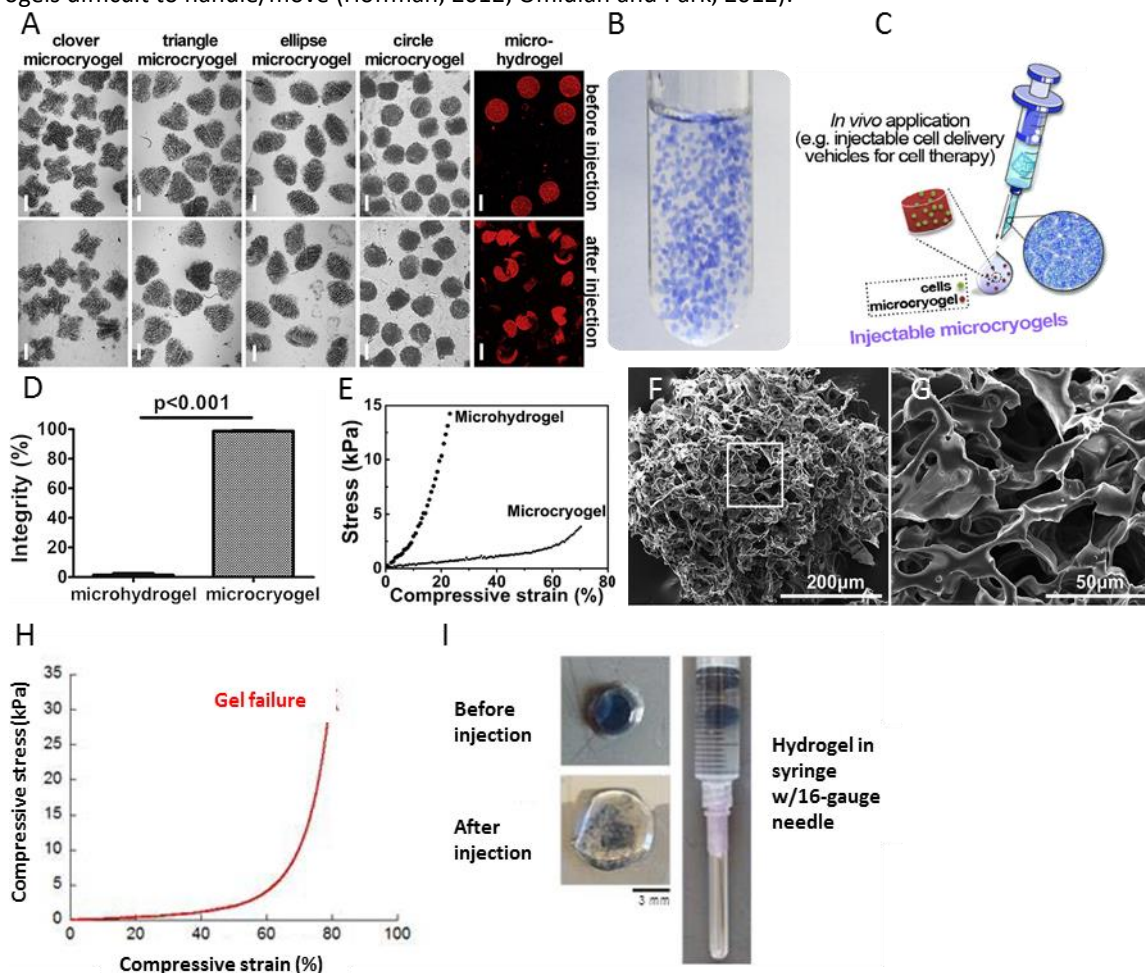 ogels difficult to handle/move (Hoffman, 2012; Omidian and Park, 2012).
A
clover
microcryogel
triangle
microcryogel
ellipse
microcryogel
circle
microcryogel
micro-
hydrogel
before injection
after injection
B
C
In vivo application
(e.g. injectable cell delivery
vehicles for cell therapy)
cells
microcryogel
Injectable microcryogels
D
p<0.001
Integrity (%)
100
80
60
40
20
0
microhydrogel
microcryogel
E
Stress (kPa)
15
10
5
0
Microhydrogel
Microcryogel
0 20 40 60 80
Compressive strain (%)
F
200μm
G
50μm
H
Compressive stress (kPa)
35
30
25
20
15
10
5
0
Gel failure
0 20 40 60 80 100
Compressive strain (%)
I
Before
injection
After
injection
3 mm
Hydrogel in
syringe
w/16-gauge
needle